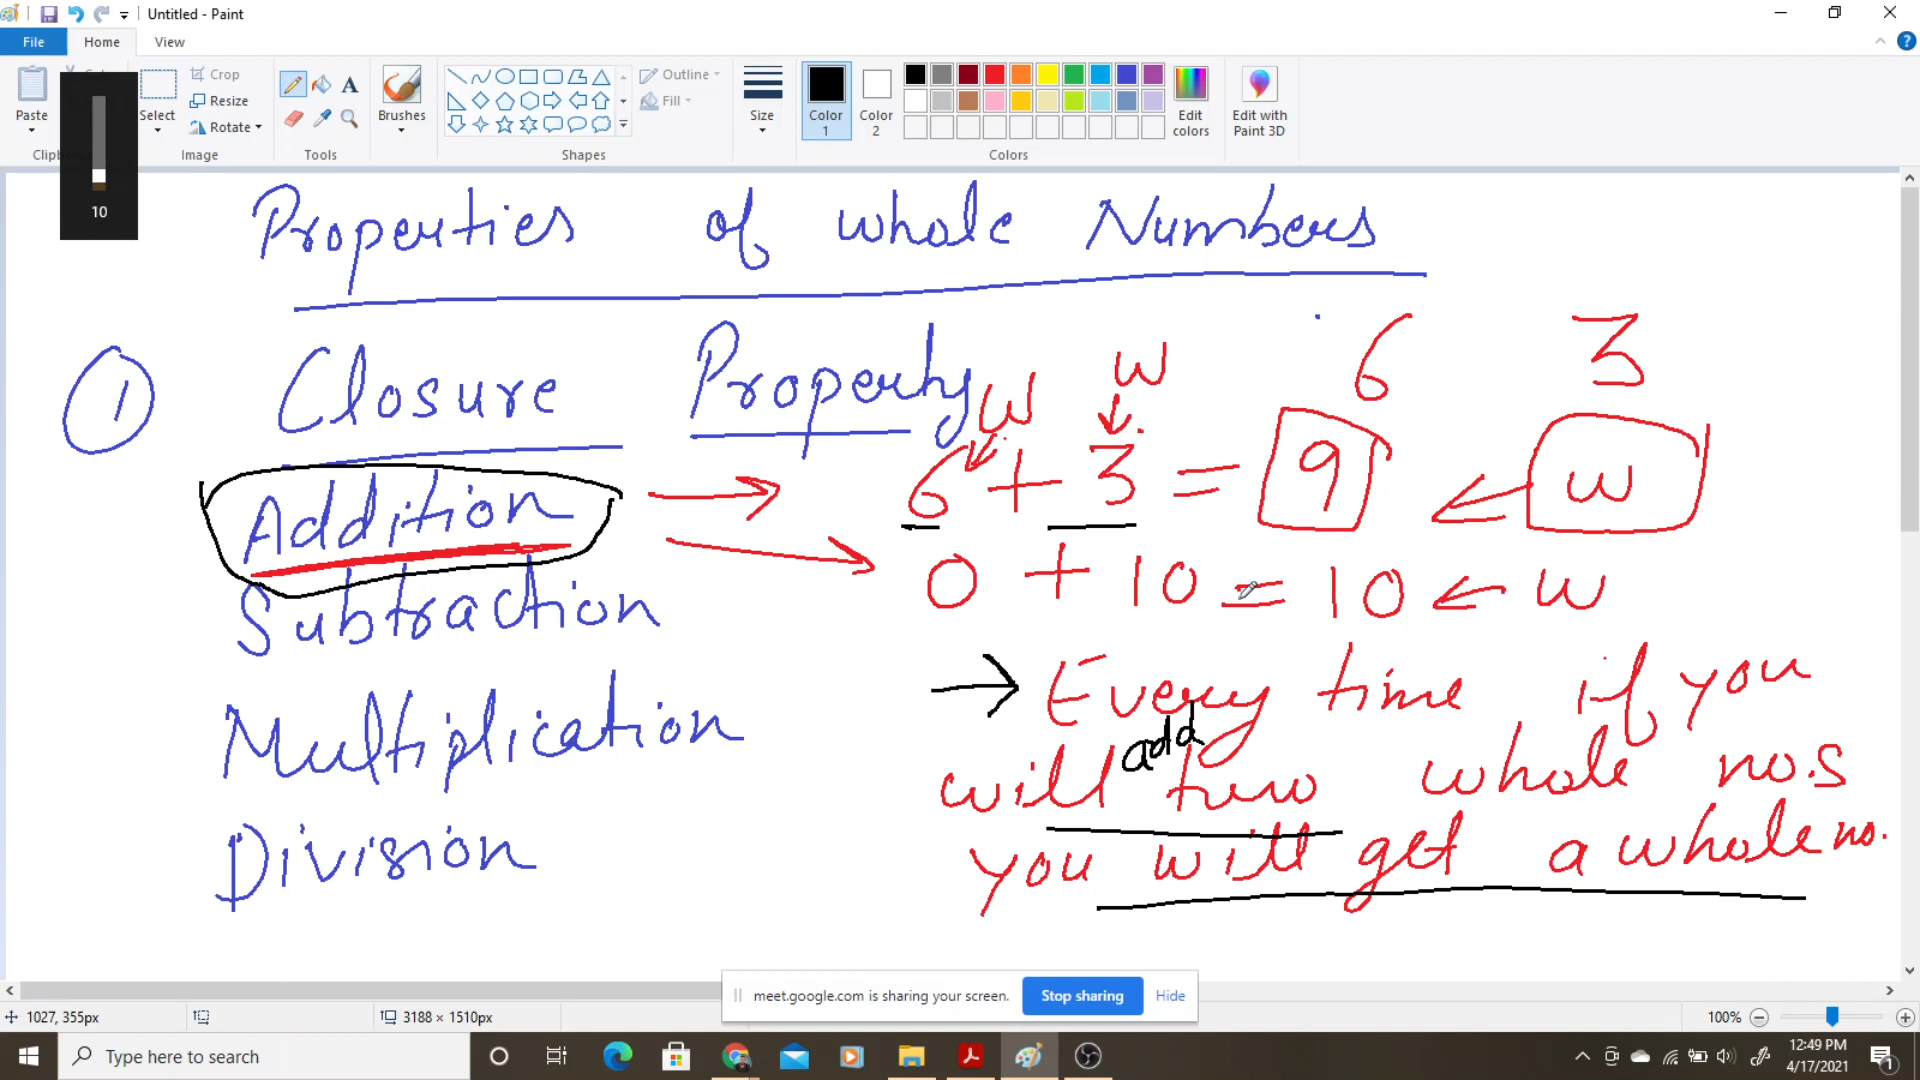 Untitled - Paint
File Home View
Paste
Select
Crop
Resize
Rotate
Brushes
Outline
Fill
Size
Color 1
Color 2
Edit colors
Edit with Paint 3D
Image
Tools
Shapes
Colors
10
Properties of whole Numbers
6 3
1 Closure Property
w w
Addition 6 + 3 = 9 w
0 + 10 = 10 w
Subtraction
Every time if you
Multiplication
add
will two whole no.s
Division
you will get a whole no.
meet.google.com is sharing your screen. Stop sharing Hide
1027, 355px
3188 × 1510px
100%
Type here to search
12:49 PM
4/17/2021
1